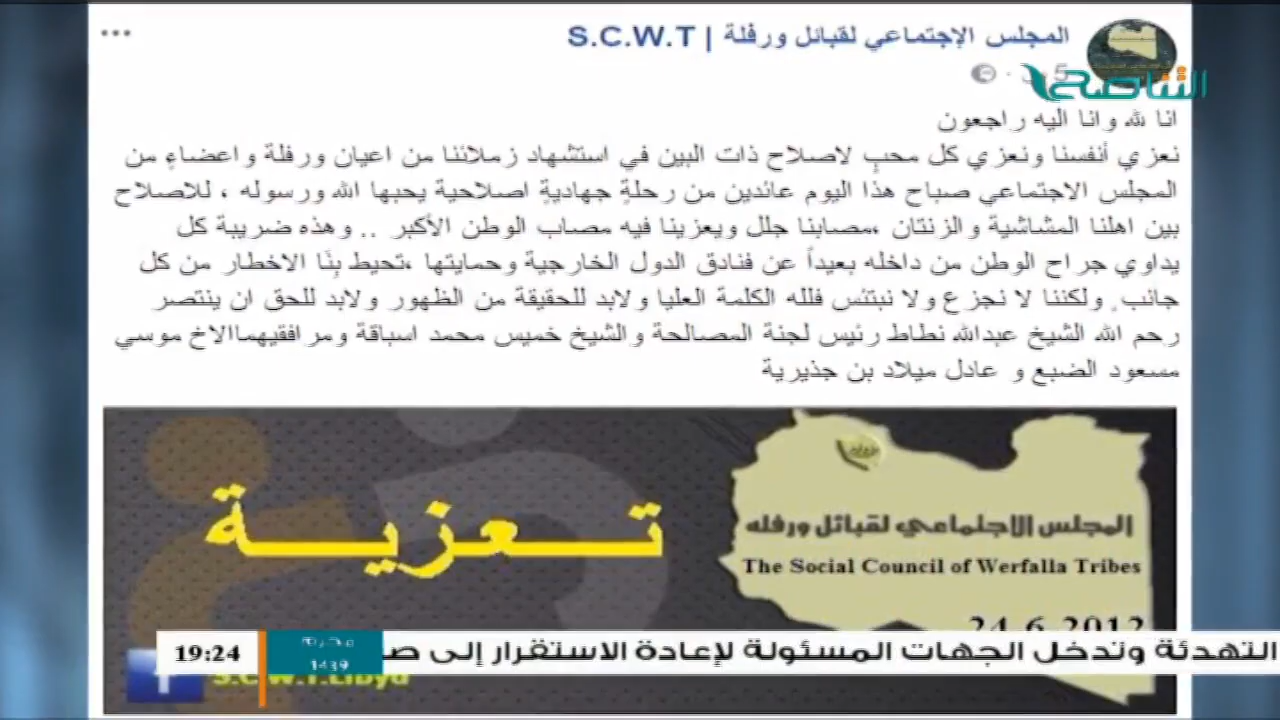 المجلس الإجتماعي لقبائل ورفلة | S.C.W.T
التناصح
انا لله وانا اليه راجعون
نعزي أنفسنا ونعزي كل محبٍ لاصلاح ذات البين في استشهاد زملائنا من اعيان ورفلة واعضاءٍ من
المجلس الاجتماعي صباح هذا اليوم عائدين من رحلةٍ جهاديةٍ اصلاحية يحبها الله ورسوله ، للاصلاح
بين اهلنا المشاشية والزنتان ،مصابنا جلل ويعزينا فيه مصاب الوطن الأكبر .. وهذه ضريبة كل
يداوي جراح الوطن من داخله بعيداً عن فنادق الدول الخارجية وحمايتها ،تحيط بِنَا الاخطار من كل
جانب ٍ ولكننا لا نجزع ولا نبتئس فلله الكلمة العليا ولابد للحقيقة من الظهور ولابد للحق ان ينتصر
رحم الله الشيخ عبدالله نطاط رئيس لجنة المصالحة والشيخ خميس محمد اسباقة ومرافقيهماالاخ موسي
مسعود الضبع و عادل ميلاد بن جذيرية
تـعزيـة
المجلس الاجتماعي لقبائل ورفله
The Social Council of Werfalla Tribes
24.6.2012
S.C.W.T.Libya
التهدئة وتدخل الجهات المسئولة لإعادة الاستقرار إلى
1439
19:24